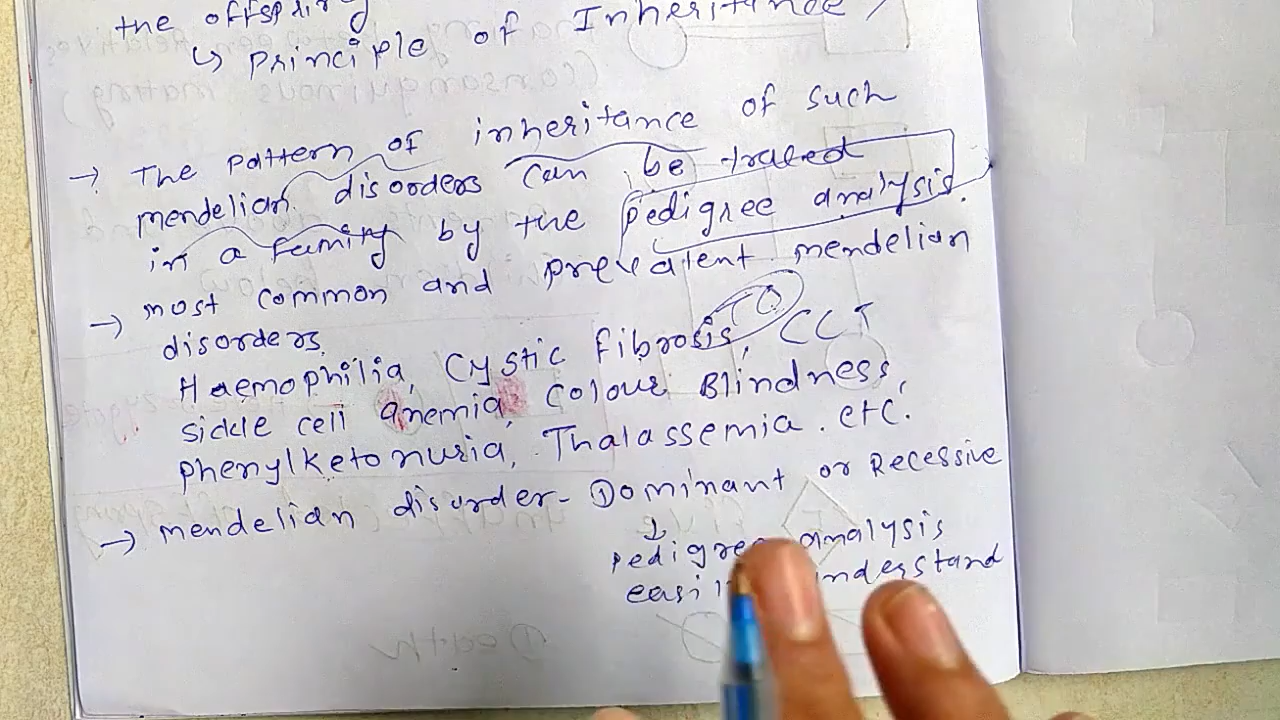 the offspring
↳ Principle of Inheritance
→ The Pattern of inheritance of such
mendelian disorders can be traced
in a family by the pedigree analysis.
→ most common and prevalent mendelian
disorders.
Haemophilia, Cystic fibrosis,
sickle cell anemia, Colour Blindness,
phenylketonuria, Thalassemia. etc.
→ mendelian disorder - Dominant or Recessive
↓
pedigree analysis
understand